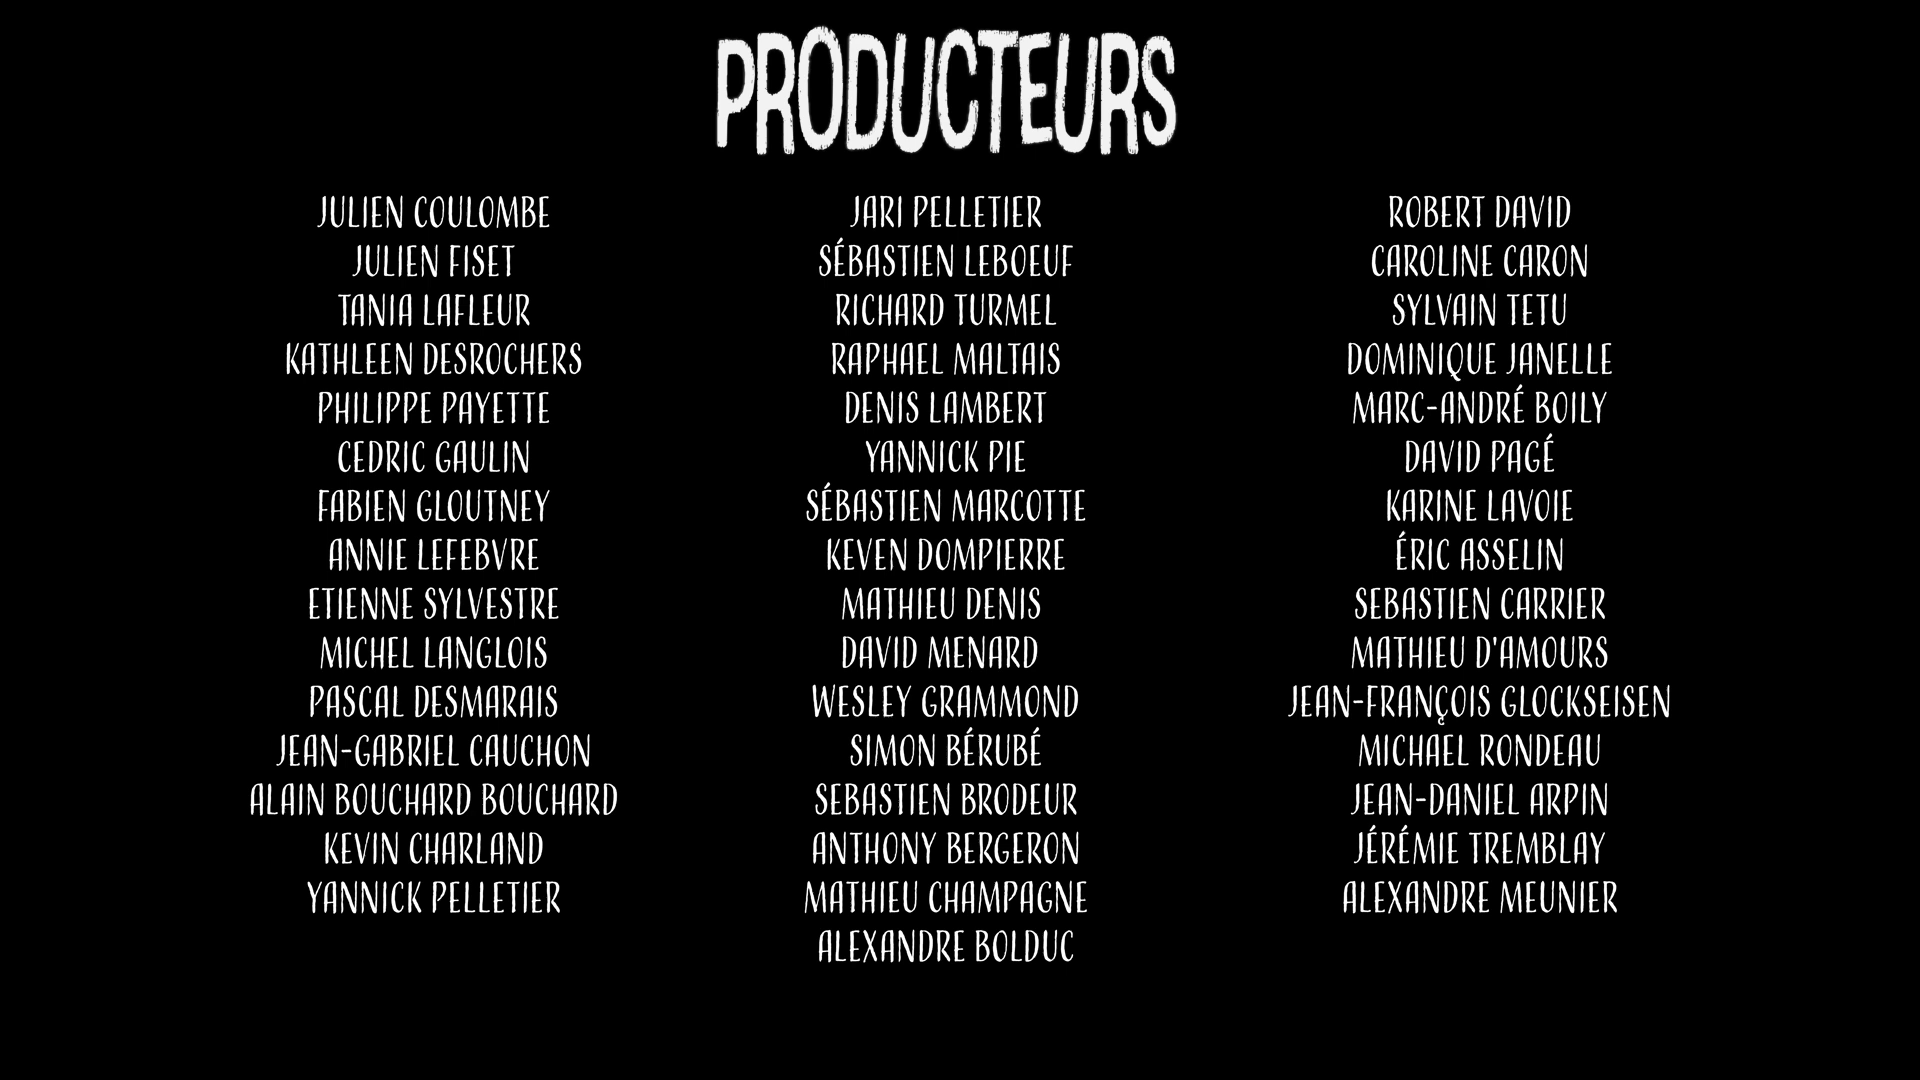 PRODUCTEURS
JULIEN COULOMBE
JULIEN FISET
TANIA LAFLEUR
KATHLEEN DESROCHERS
PHILIPPE PAYETTE
CEDRIC GAULIN
FABIEN GLOUTNEY
ANNIE LEFEBVRE
ETIENNE SYLVESTRE
MICHEL LANGLOIS
PASCAL DESMARAIS
JEAN-GABRIEL CAUCHON
ALAIN BOUCHARD BOUCHARD
KEVIN CHARLAND
YANNICK PELLETIER
JARI PELLETIER
SÉBASTIEN LEBOEUF
RICHARD TURMEL
RAPHAEL MALTAIS
DENIS LAMBERT
YANNICK PIE
SÉBASTIEN MARCOTTE
KEVEN DOMPIERRE
MATHIEU DENIS
DAVID MENARD
WESLEY GRAMMOND
SIMON BÉRUBÉ
SEBASTIEN BRODEUR
ANTHONY BERGERON
MATHIEU CHAMPAGNE
ALEXANDRE BOLDUC
ROBERT DAVID
CAROLINE CARON
SYLVAIN TETU
DOMINIQUE JANELLE
MARC-ANDRÉ BOILY
DAVID PAGÉ
KARINE LAVOIE
ÉRIC ASSELIN
SEBASTIEN CARRIER
MATHIEU D'AMOURS
JEAN-FRANÇOIS GLOCKSEISEN
MICHAEL RONDEAU
JEAN-DANIEL ARPIN
JÉRÉMIE TREMBLAY
ALEXANDRE MEUNIER